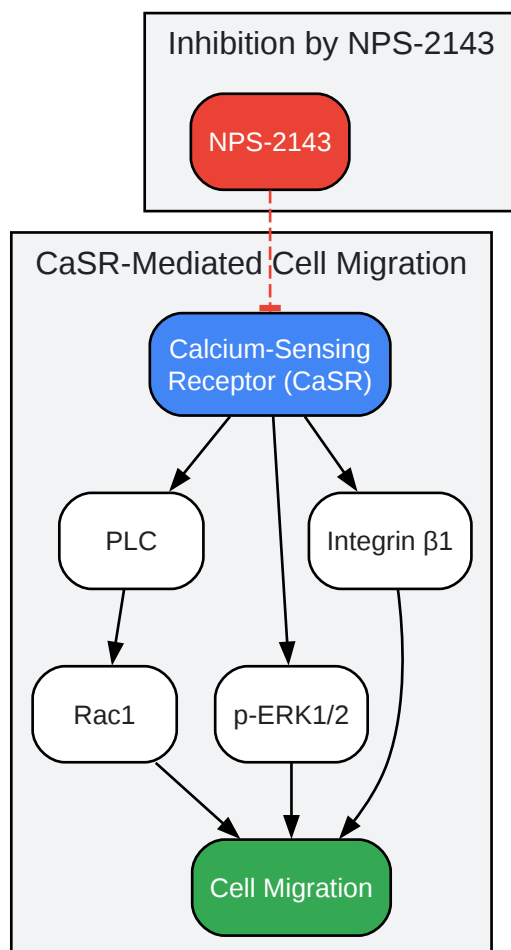 Inhibition by NPS-2143
NPS-2143
CaSR-Mediated Cell Migration
Calcium-Sensing
Receptor (CaSR)
PLC
Integrin β1
Rac1
p-ERK1/2
Cell Migration